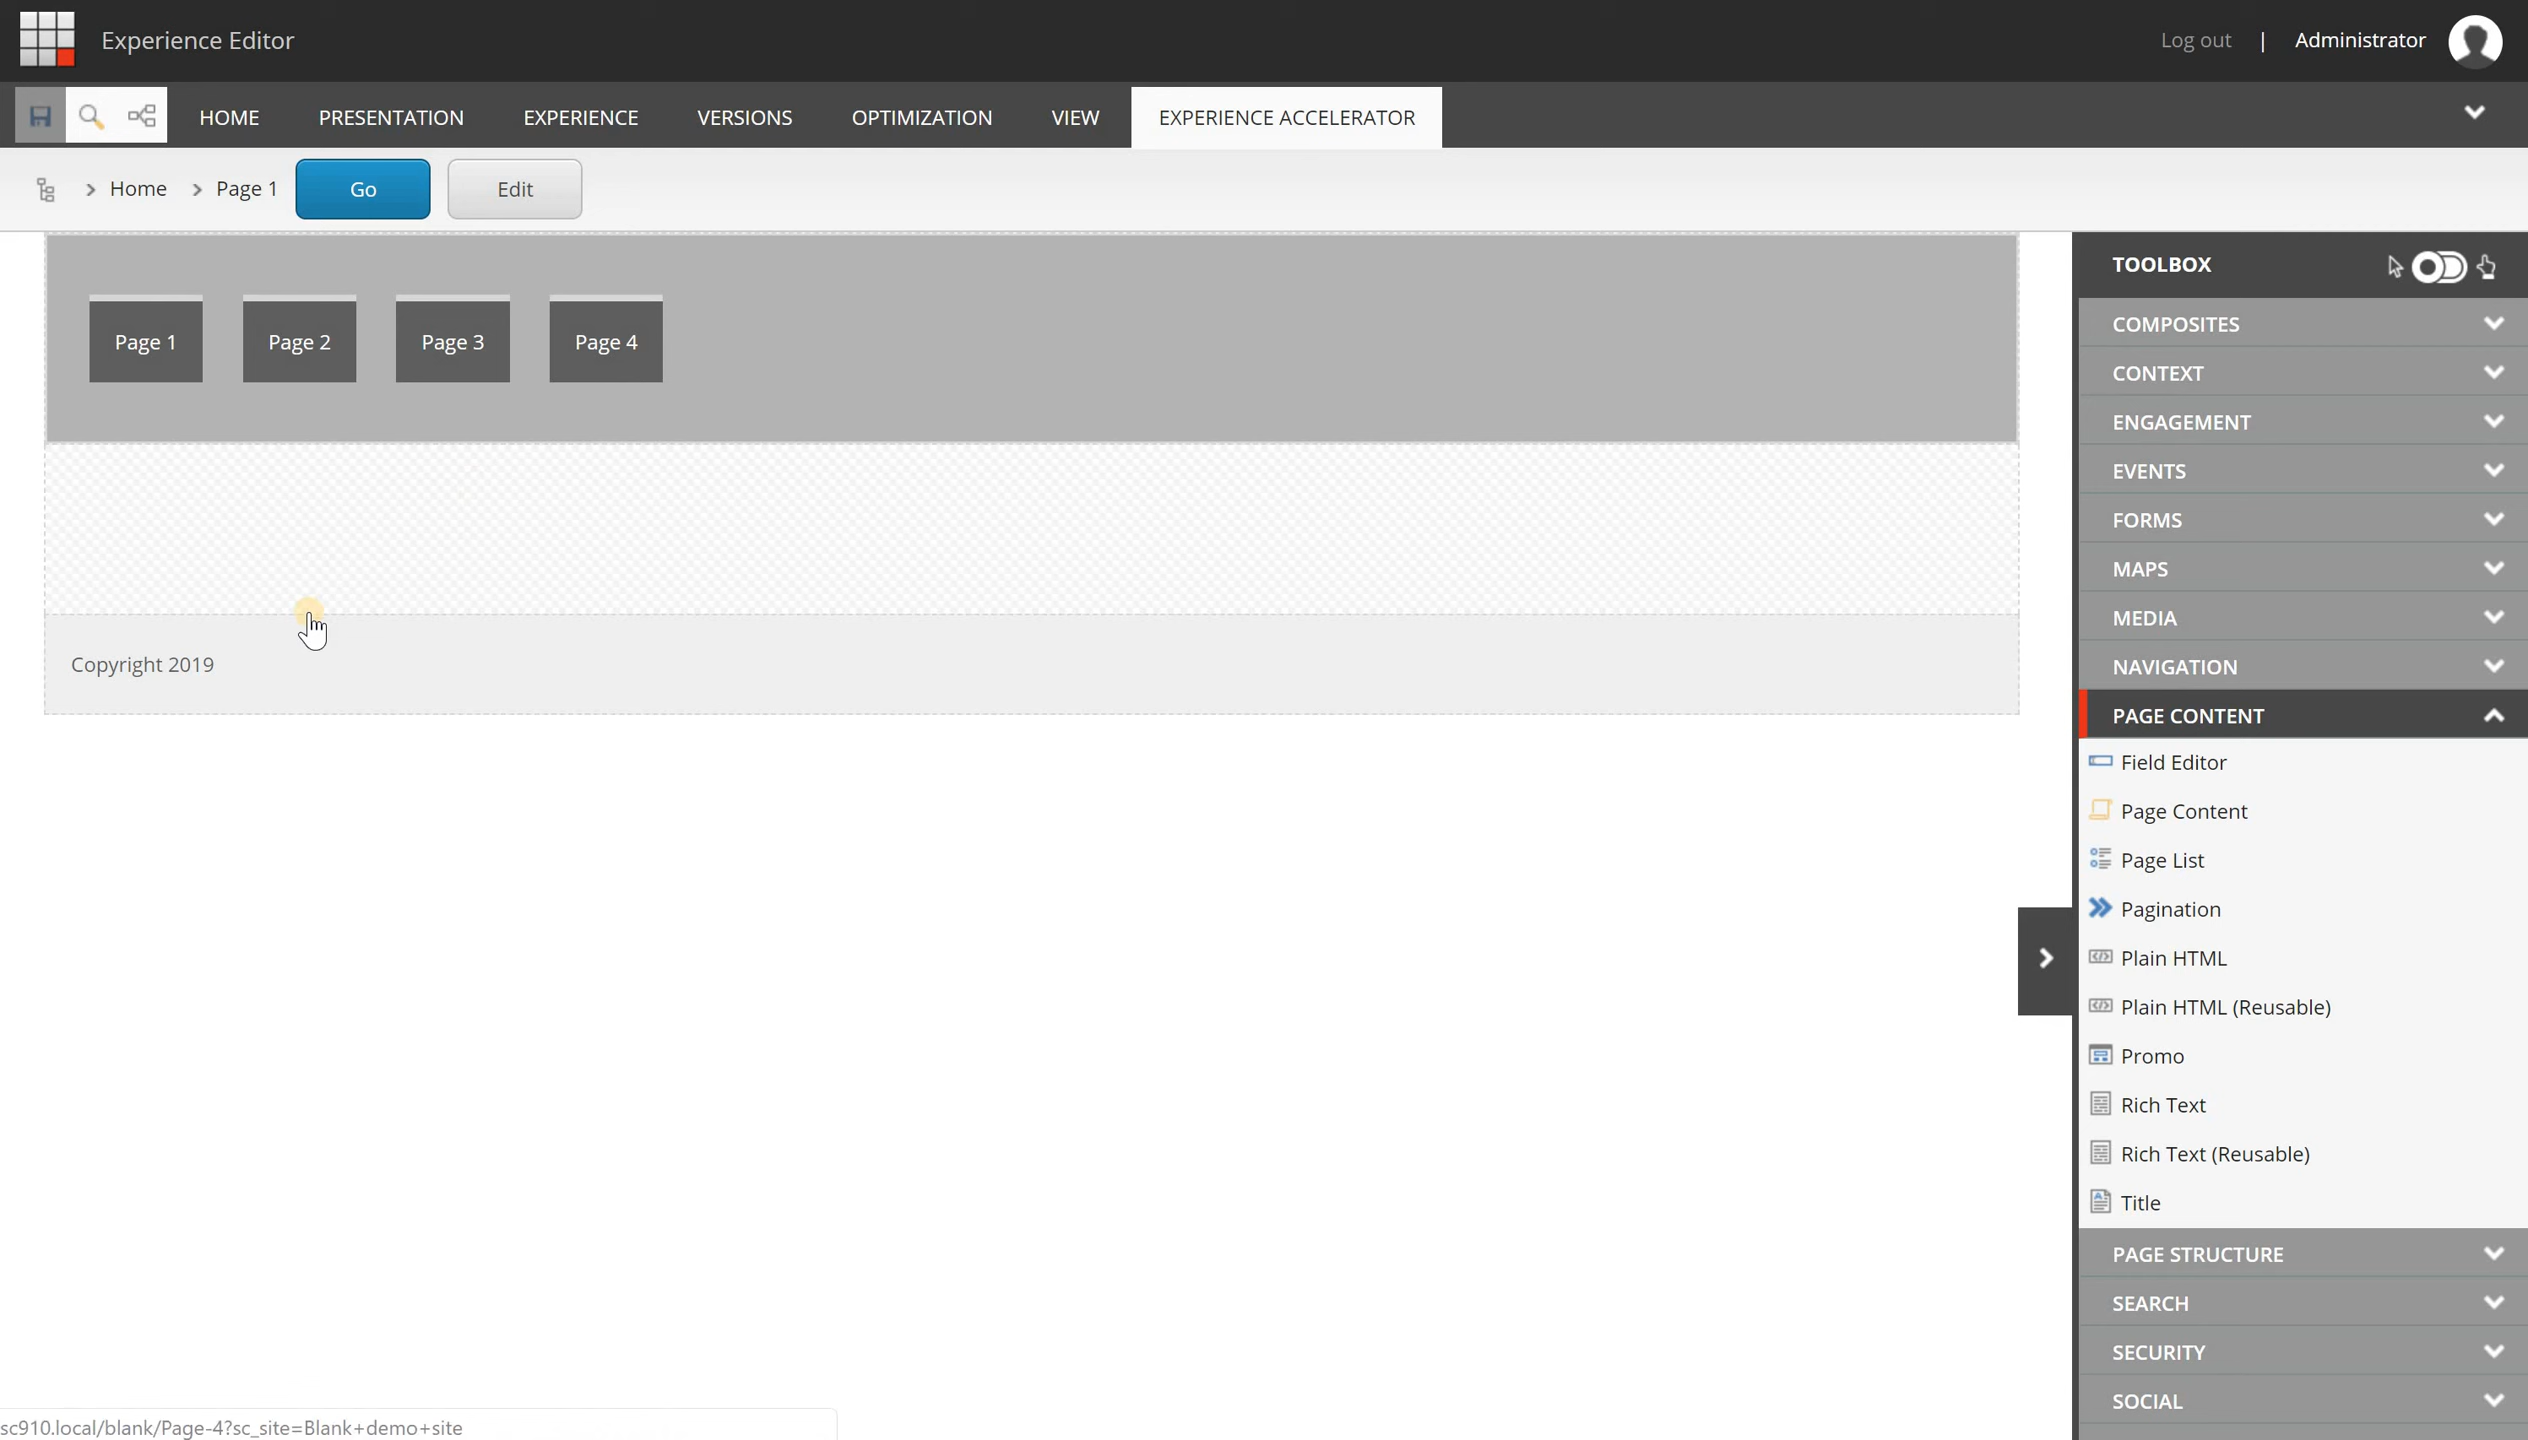 Experience Editor
Log out | Administrator
HOME PRESENTATION EXPERIENCE VERSIONS OPTIMIZATION VIEW EXPERIENCE ACCELERATOR
Home Page 1 Go Edit
Page 1 Page 2 Page 3 Page 4
Copyright 2019
TOOLBOX
COMPOSITES
CONTEXT
ENGAGEMENT
EVENTS
FORMS
MAPS
MEDIA
NAVIGATION
PAGE CONTENT
Field Editor
Page Content
Page List
Pagination
Plain HTML
Plain HTML (Reusable)
Promo
Rich Text
Rich Text (Reusable)
Title
PAGE STRUCTURE
SEARCH
SECURITY
SOCIAL
sc910.local/blank/Page-4?sc_site=Blank+demo+site